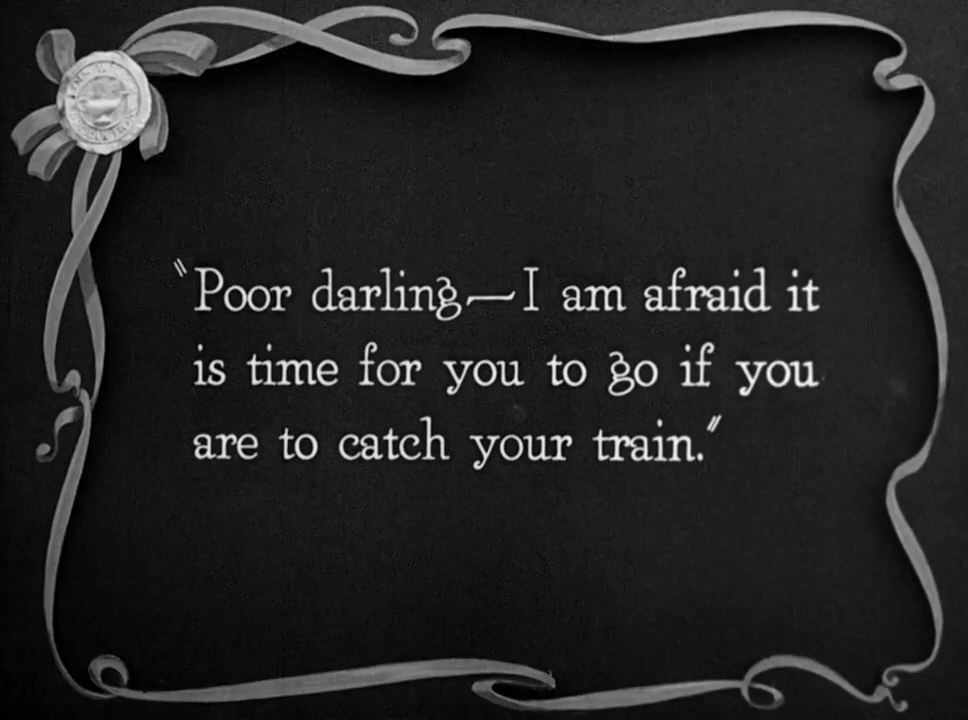 "Poor darling—I am afraid it
is time for you to go if you
are to catch your train."